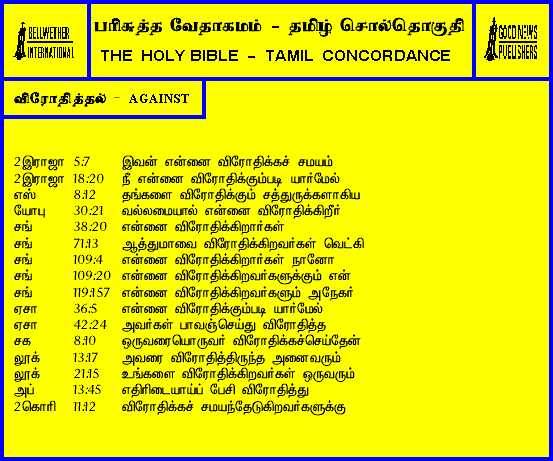 BELLWETHER INTERNATIONAL
பரிசுத்த வேதாகமம் - தமிழ் சொல்தொகுதி
THE HOLY BIBLE - TAMIL CONCORDANCE
GOOD NEWS PUBLISHERS
விரோதித்தல் - AGAINST
2இராஜா 5:7 இவன் என்னை விரோதிக்கச் சமயம்
2இராஜா 18:20 நீ என்னை விரோதிக்கும்படி யார்மேல்
எஸ் 8:12 தங்களை விரோதிக்கும் சத்துருக்களாகிய
யோபு 30:21 வல்லமையால் என்னை விரோதிக்கிறீர்
சங் 38:20 என்னை விரோதிக்கிறார்கள்
சங் 71:13 ஆத்துமாவை விரோதிக்கிறவர்கள் வெட்கி
சங் 109:4 என்னை விரோதிக்கிறார்கள் நானோ
சங் 109:20 என்னை விரோதிக்கிறவர்களுக்கும் என்
சங் 119:157 என்னை விரோதிக்கிறவர்களும் அநேகர்
ஏசா 36:5 என்னை விரோதிக்கும்படி யார்மேல்
ஏசா 42:24 அவர்கள் பாவஞ்செய்து விரோதித்த
சக 8:10 ஒருவரையொருவர் விரோதிக்கச்செய்தேன்
லூக் 13:17 அவரை விரோதித்திருந்த அனைவரும்
லூக் 21:15 உங்களை விரோதிக்கிறவர்கள் ஒருவரும்
அப் 13:45 எதிரிடையாய்ப் பேசி விரோதித்து
2கொரி 11:12 விரோதிக்கச் சமயந்தேடுகிறவர்களுக்கு